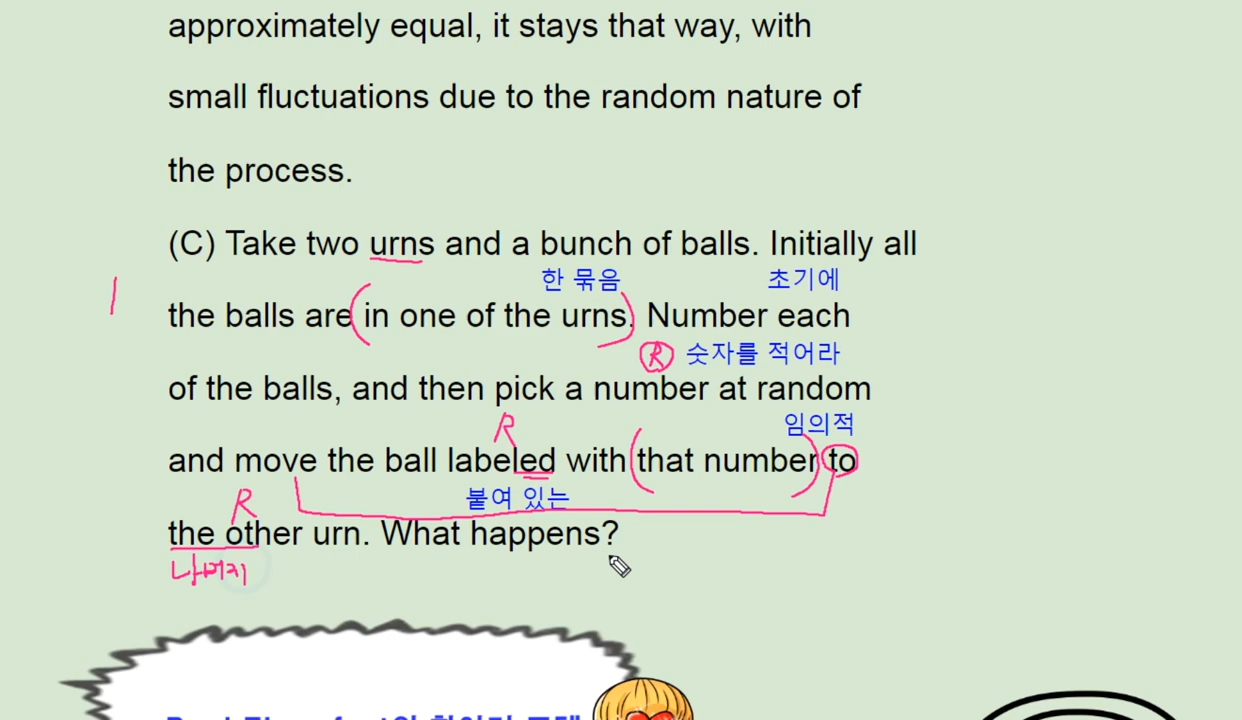 approximately equal, it stays that way, with
small fluctuations due to the random nature of
the process.
(C) Take two urns and a bunch of balls. Initially all
한 묶음 초기에
the balls are in one of the urns. Number each
R 숫자를 적어라
of the balls, and then pick a number at random
R 임의적
and move the ball labeled with that number to
R 붙여 있는
the other urn. What happens?
나머지